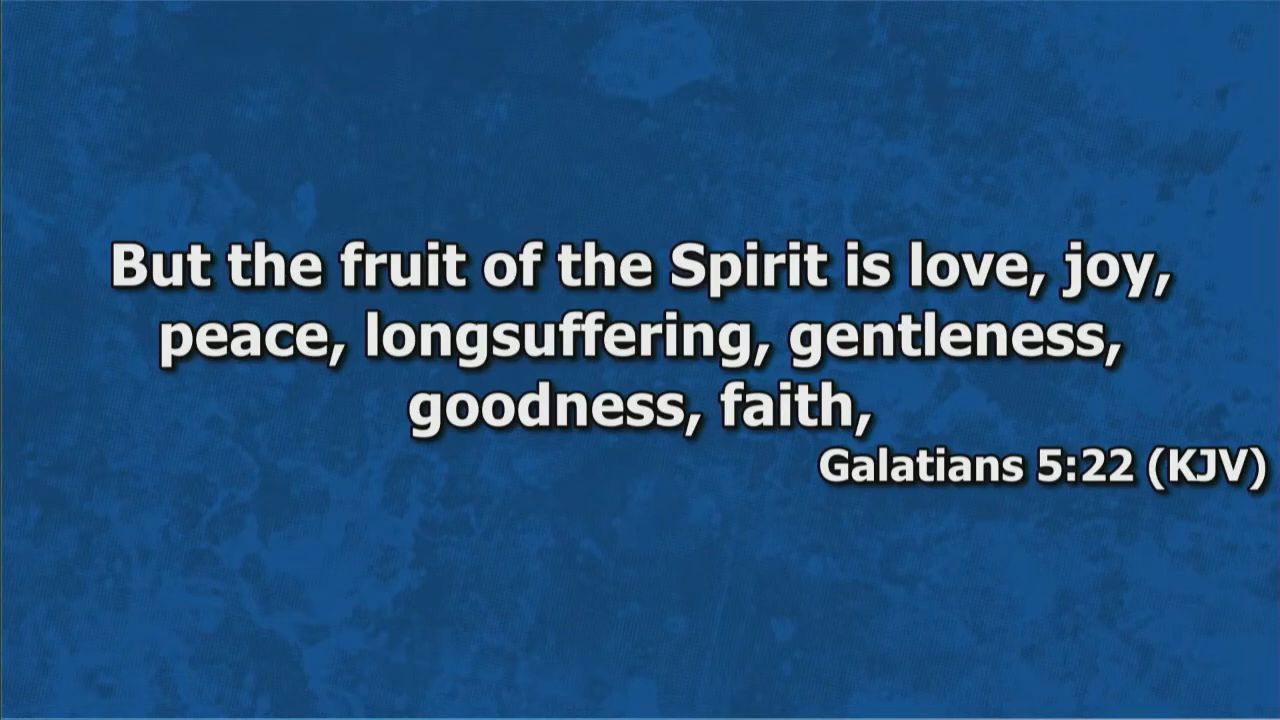 But the fruit of the Spirit is love, joy,
peace, longsuffering, gentleness,
goodness, faith,
Galatians 5:22 (KJV)